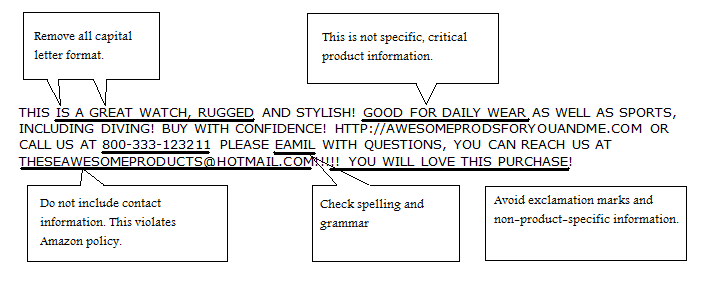 Remove all capital
letter format.
This is not specific, critical
product information.
THIS IS A GREAT WATCH, RUGGED AND STYLISH! GOOD FOR DAILY WEAR AS WELL AS SPORTS,
INCLUDING DIVING! BUY WITH CONFIDENCE! HTTP://AWESOMEPRODSFORYOUANDME.COM OR
CALL US AT 800-333-123211 PLEASE EAMIL WITH QUESTIONS, YOU CAN REACH US AT
THESEAWESOMEPRODUCTS@HOTMAIL.COM!!!!! YOU WILL LOVE THIS PURCHASE!
Do not include contact
information. This violates
Amazon policy.
Check spelling and
grammar
Avoid exclamation marks and
non-product-specific information.